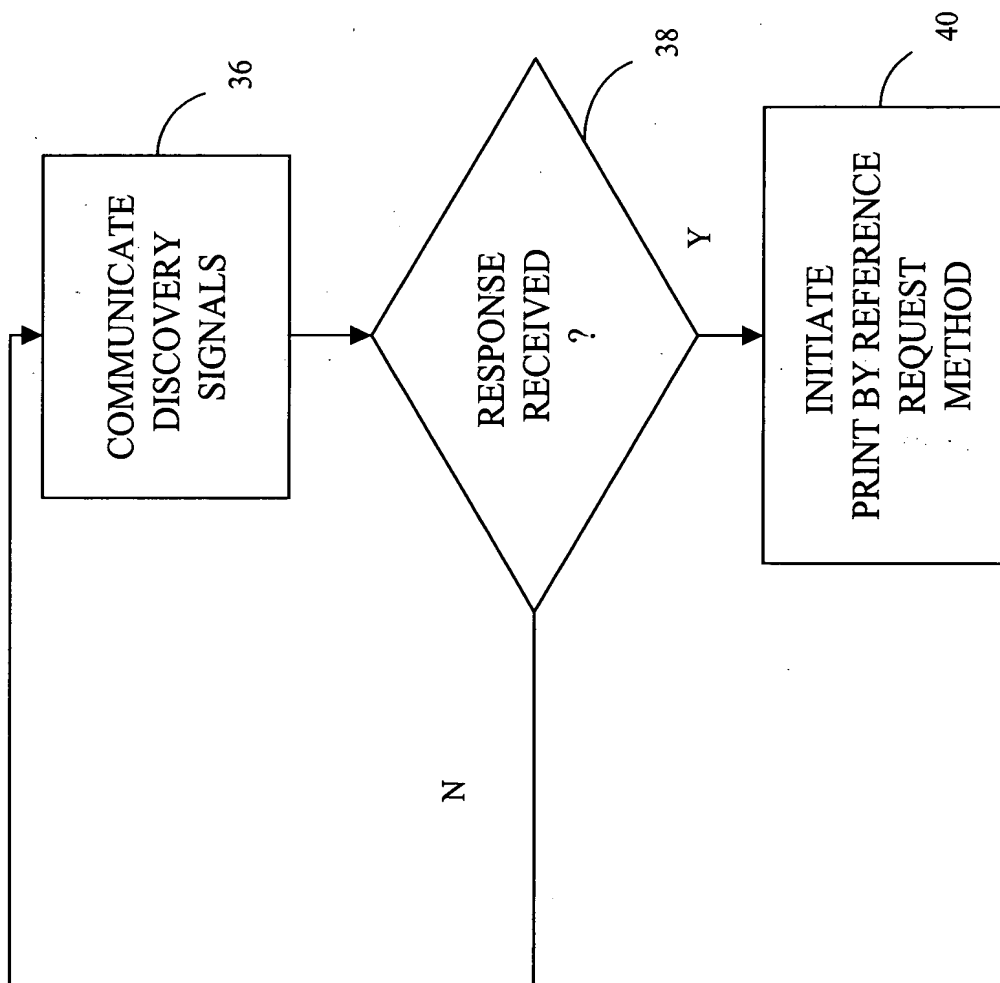 COMMUNICATE
DISCOVERY
SIGNALS
36
RESPONSE
RECEIVED
?
38
N
Y
INITIATE
PRINT BY REFERENCE
REQUEST
METHOD
40